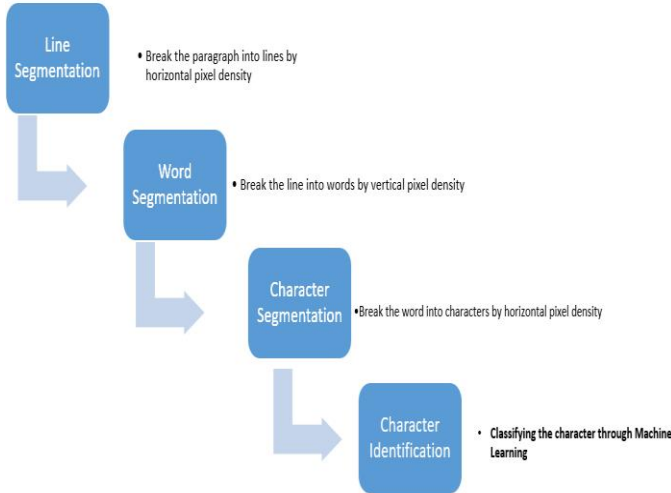 Line
Segmentation
• Break the paragraph into lines by
horizontal pixel density
Word
Segmentation
• Break the line into words by vertical pixel density
Character
Segmentation
•Break the word into characters by horizontal pixel density
Character
Identification
• Classifying the character through Machine
Learning